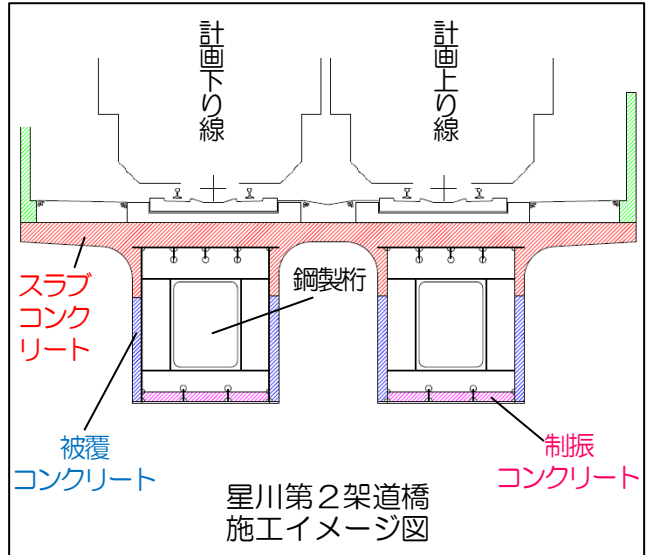 計画下り線
計画上り線
スラブ
コンク
リート
鋼製桁
被覆
コンクリート
制振
コンクリート
星川第２架道橋
施工イメージ図